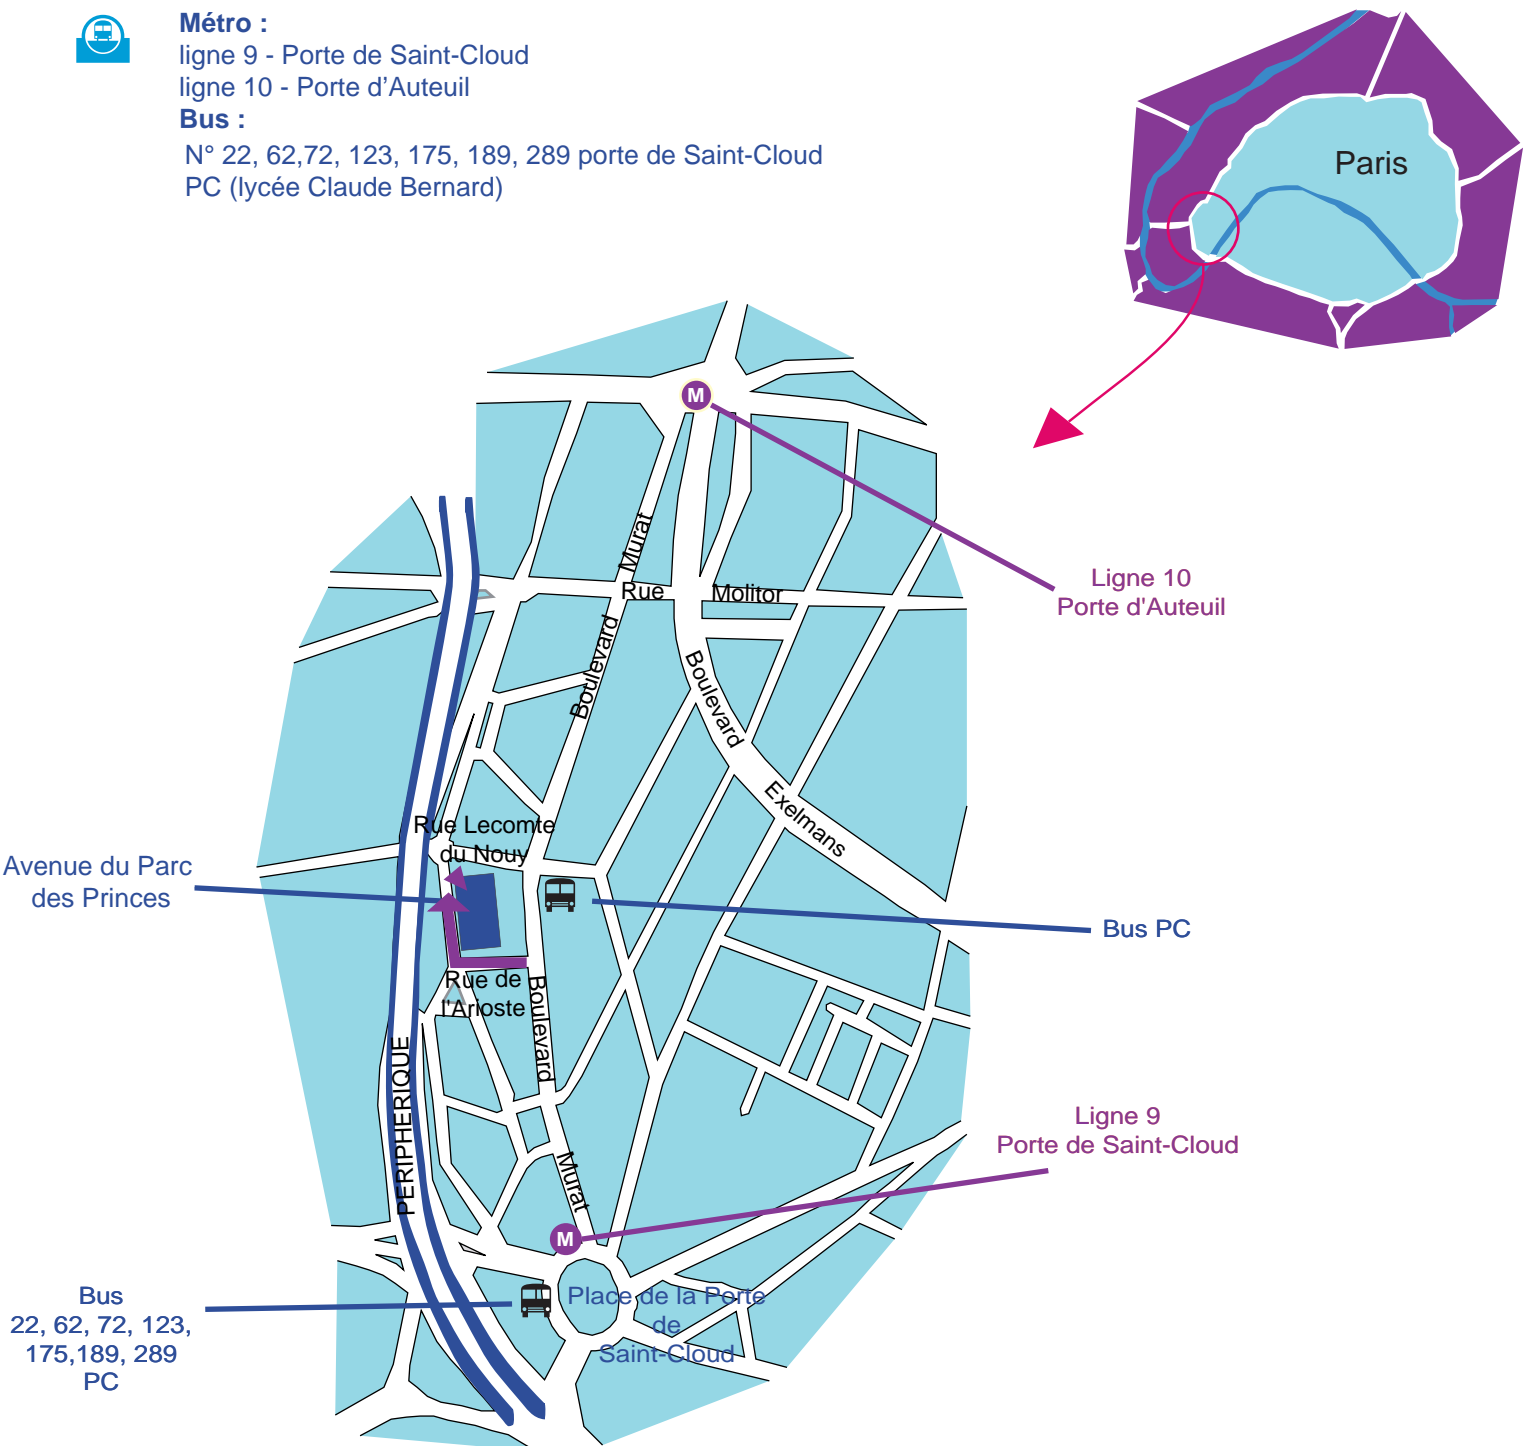 Métro :
ligne 9 - Porte de Saint-Cloud
ligne 10 - Porte d’Auteuil
Bus :
N° 22, 62,72, 123, 175, 189, 289 porte de Saint-Cloud
PC (lycée Claude Bernard)
Paris
M
Murat
Rue Molitor
Ligne 10
Porte d'Auteuil
Boulevard
Boulevard
Exelmans
Rue Lecomte
du Nouy
Avenue du Parc
des Princes
Bus PC
Rue de
l'Arioste
Boulevard
PERIPHERIQUE
Ligne 9
Porte de Saint-Cloud
Murat
M
Place de la Porte
de
Saint-Cloud
Bus
22, 62, 72, 123,
175,189, 289
PC